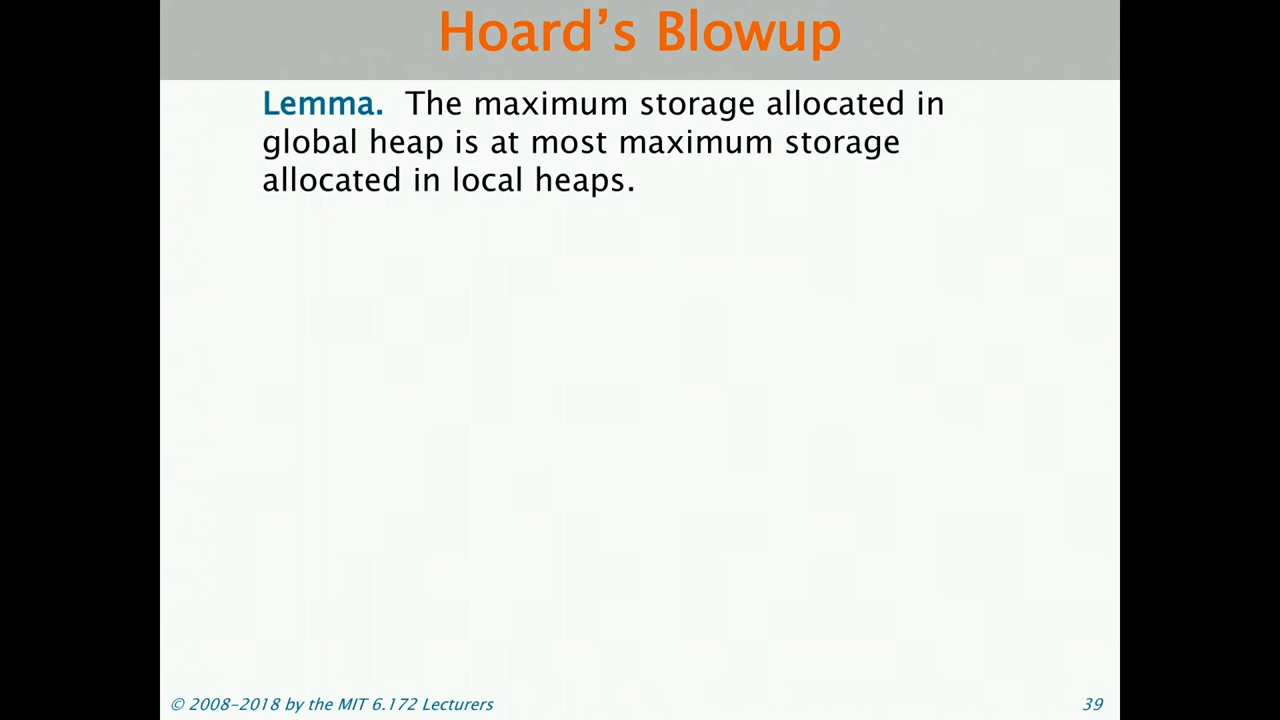 Hoard’s Blowup
Lemma. The maximum storage allocated in
global heap is at most maximum storage
allocated in local heaps.
© 2008–2018 by the MIT 6.172 Lecturers
39